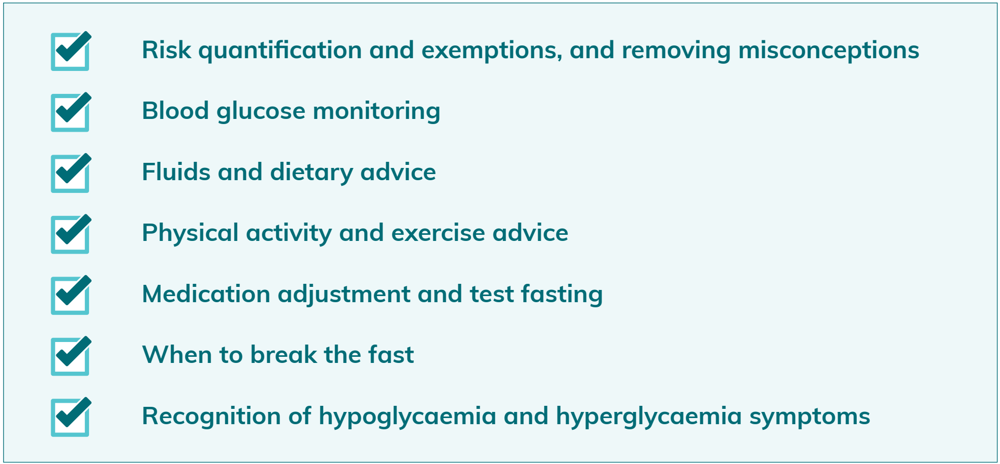 Risk quantification and exemptions, and removing misconceptions
Blood glucose monitoring
Fluids and dietary advice
Physical activity and exercise advice
Medication adjustment and test fasting
When to break the fast
Recognition of hypoglycaemia and hyperglycaemia symptoms